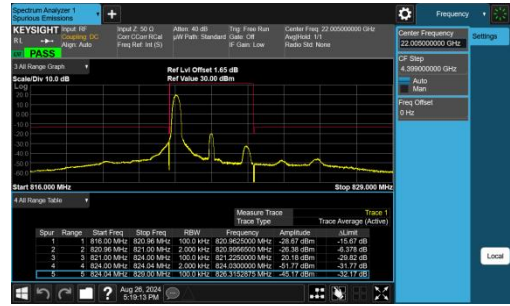 Spectrum Analyzer 1
Spurious Emissions
Frequency
KEYSIGHT Input: RF
RL
Coupling: DC
Align: Auto
Input Z: 50 Ω
Corr CCorr RCal
Freq Ref: Int (S)
Atten: 40 dB
µW Path: Standard
Trig: Free Run
Gate: Off
IF Gain: Low
Center Freq: 22.005000000 GHz
Avg|Hold: 1/1
Radio Std: None
PASS
Center Frequency
22.005000000 GHz
Settings
CF Step
4.399000000 GHz
Auto
Man
Freq Offset
0 Hz
3 All Range Graph
Scale/Div 10.0 dB
Ref Lvl Offset 1.65 dB
Ref Value 30.00 dBm
Log
20.0
10.0
0.0
-10.0
-20.0
-30.0
-40.0
-50.0
-60.0
Start 816.000 MHz
Stop 829.000 MHz
4 All Range Table
Measure Trace Trace 1
Trace Type Trace Average (Active)
Spur Range Start Freq Stop Freq RBW Frequency Amplitude ΔLimit
1 1 816.00 MHz 820.96 MHz 100.0 kHz 820.9625000 MHz -28.67 dBm -15.67 dB
2 2 820.96 MHz 821.00 MHz 2.000 kHz 820.9956500 MHz -26.38 dBm -6.378 dB
3 3 821.00 MHz 824.00 MHz 100.0 kHz 821.2250000 MHz 20.18 dBm -29.82 dB
4 4 824.00 MHz 824.04 MHz 2.000 kHz 824.0300000 MHz -51.77 dBm -31.77 dB
5 5 824.04 MHz 829.00 MHz 100.0 kHz 826.3152875 MHz -45.17 dBm -32.17 dB
Local
Aug 26, 2024
5:19:13 PM